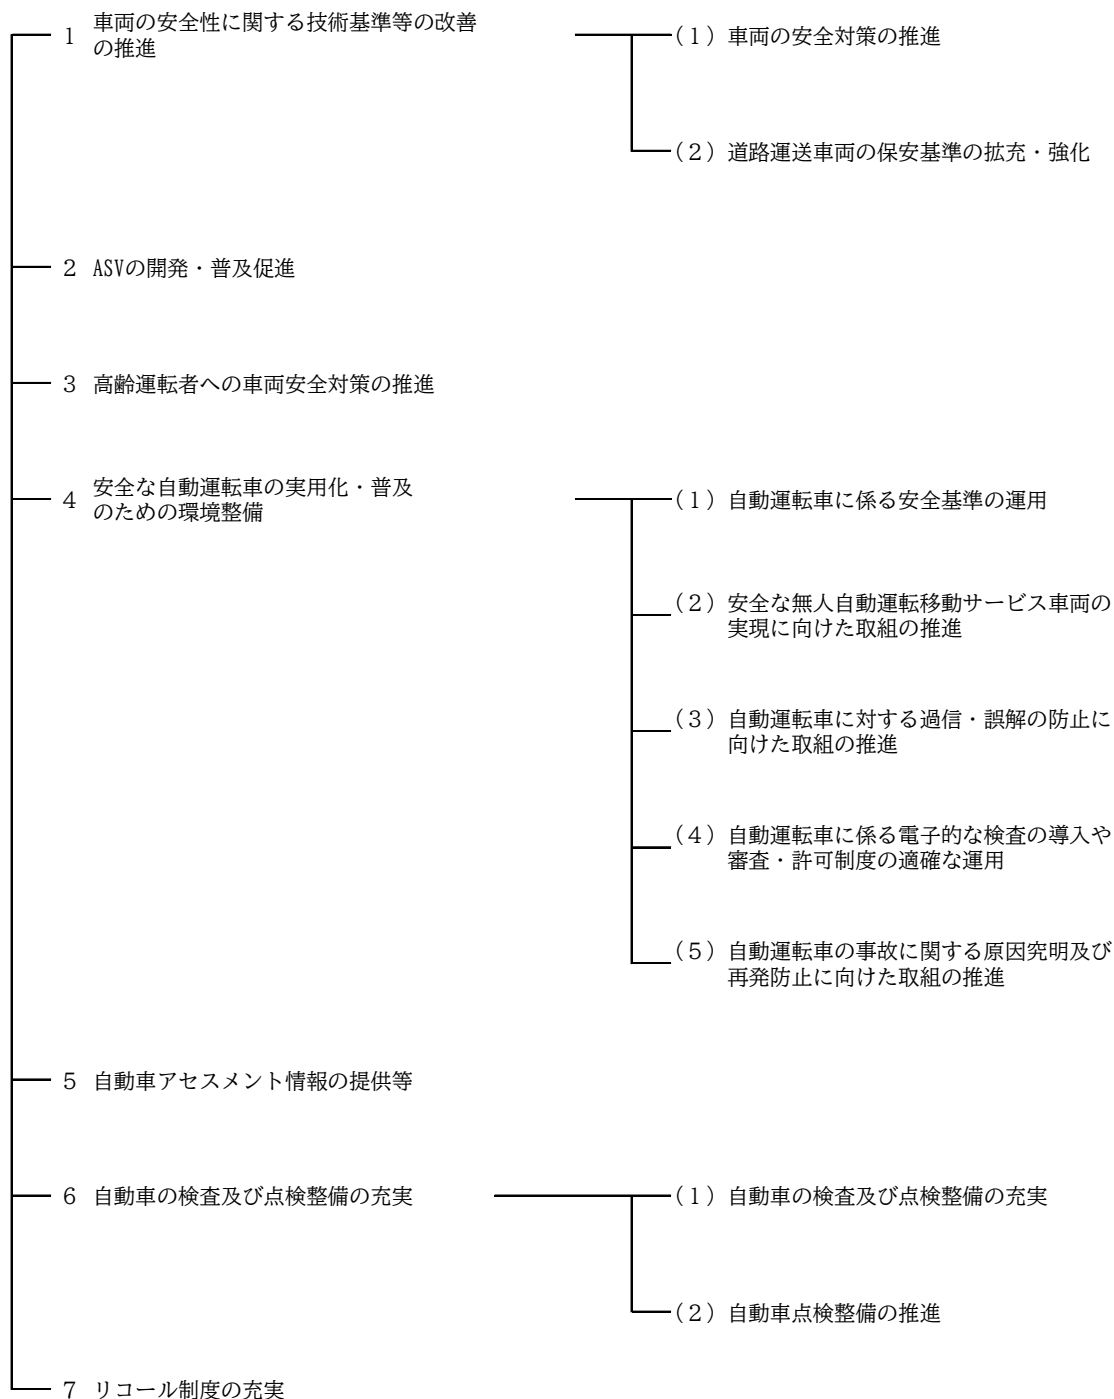 1 車両の安全性に関する技術基準等の改善
の推進
(1) 車両の安全対策の推進
(2) 道路運送車両の保安基準の拡充・強化
2 ASVの開発・普及促進
3 高齢運転者への車両安全対策の推進
4 安全な自動運転車の実用化・普及
のための環境整備
(1) 自動運転車に係る安全基準の運用
(2) 安全な無人自動運転移動サービス車両の
実現に向けた取組の推進
(3) 自動運転車に対する過信・誤解の防止に
向けた取組の推進
(4) 自動運転車に係る電子的な検査の導入や
審査・許可制度の適確な運用
(5) 自動運転車の事故に関する原因究明及び
再発防止に向けた取組の推進
5 自動車アセスメント情報の提供等
6 自動車の検査及び点検整備の充実
(1) 自動車の検査及び点検整備の充実
(2) 自動車点検整備の推進
7 リコール制度の充実